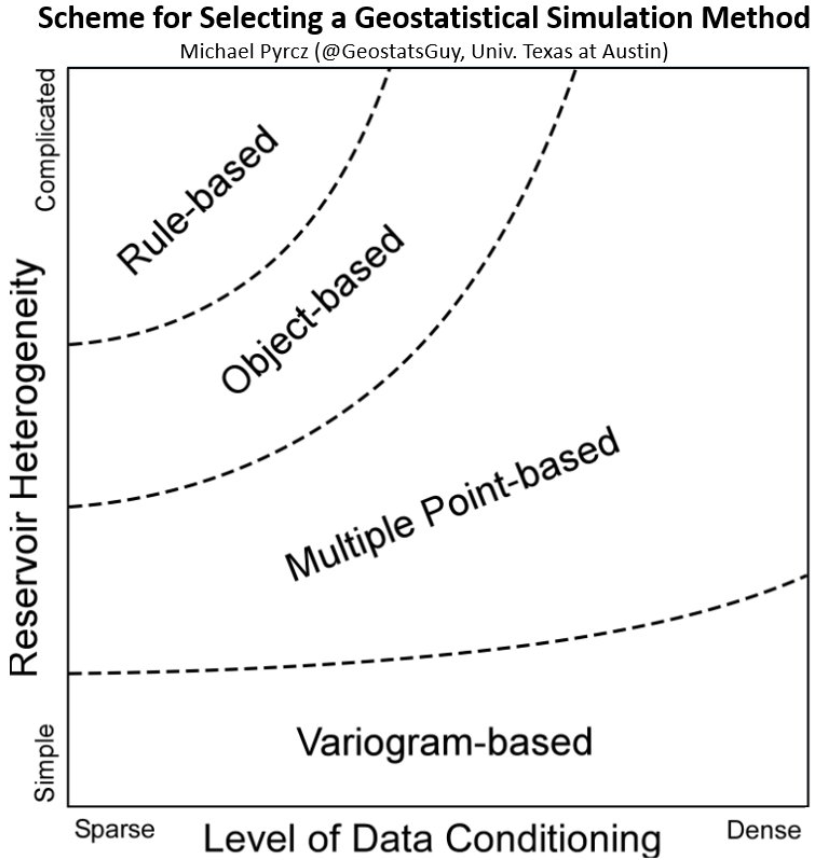 Scheme for Selecting a Geostatistical Simulation Method
Michael Pyrcz (@GeostatsGuy, Univ. Texas at Austin)
Complicated
Reservoir Heterogeneity
Simple
Rule-based
Object-based
Multiple Point-based
Variogram-based
Sparse
Level of Data Conditioning
Dense